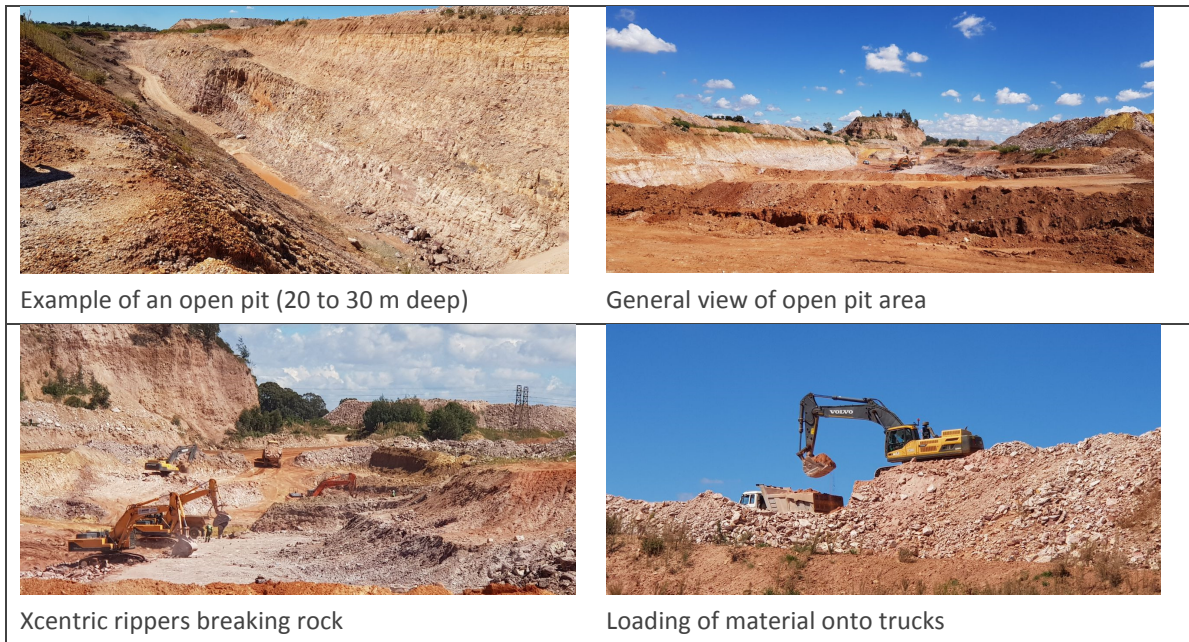 Example of an open pit (20 to 30 m deep)
General view of open pit area
Xcentric rippers breaking rock
VOLVO
Loading of material onto trucks